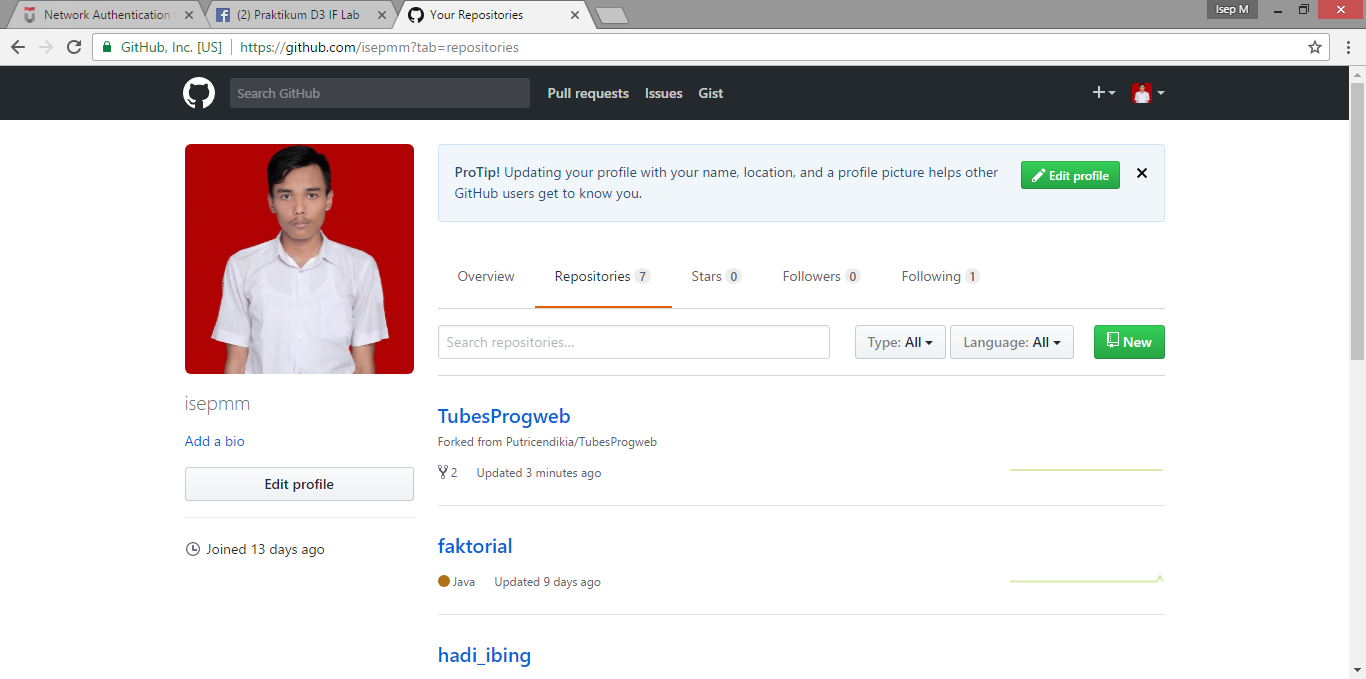 Network Authentication
(2) Praktikum D3 IF Lab
Your Repositories
Isep M
GitHub, Inc. [US]
https://github.com/isepmm?tab=repositories
Search GitHub
Pull requests
Issues
Gist
ProTip! Updating your profile with your name, location, and a profile picture helps other
GitHub users get to know you.
Edit profile
Overview
Repositories 7
Stars 0
Followers 0
Following 1
Search repositories...
Type: All
Language: All
New
isepmm
Add a bio
Edit profile
Joined 13 days ago
TubesProgweb
Forked from Putricendikia/TubesProgweb
2 Updated 3 minutes ago
faktorial
Java Updated 9 days ago
hadi_ibing